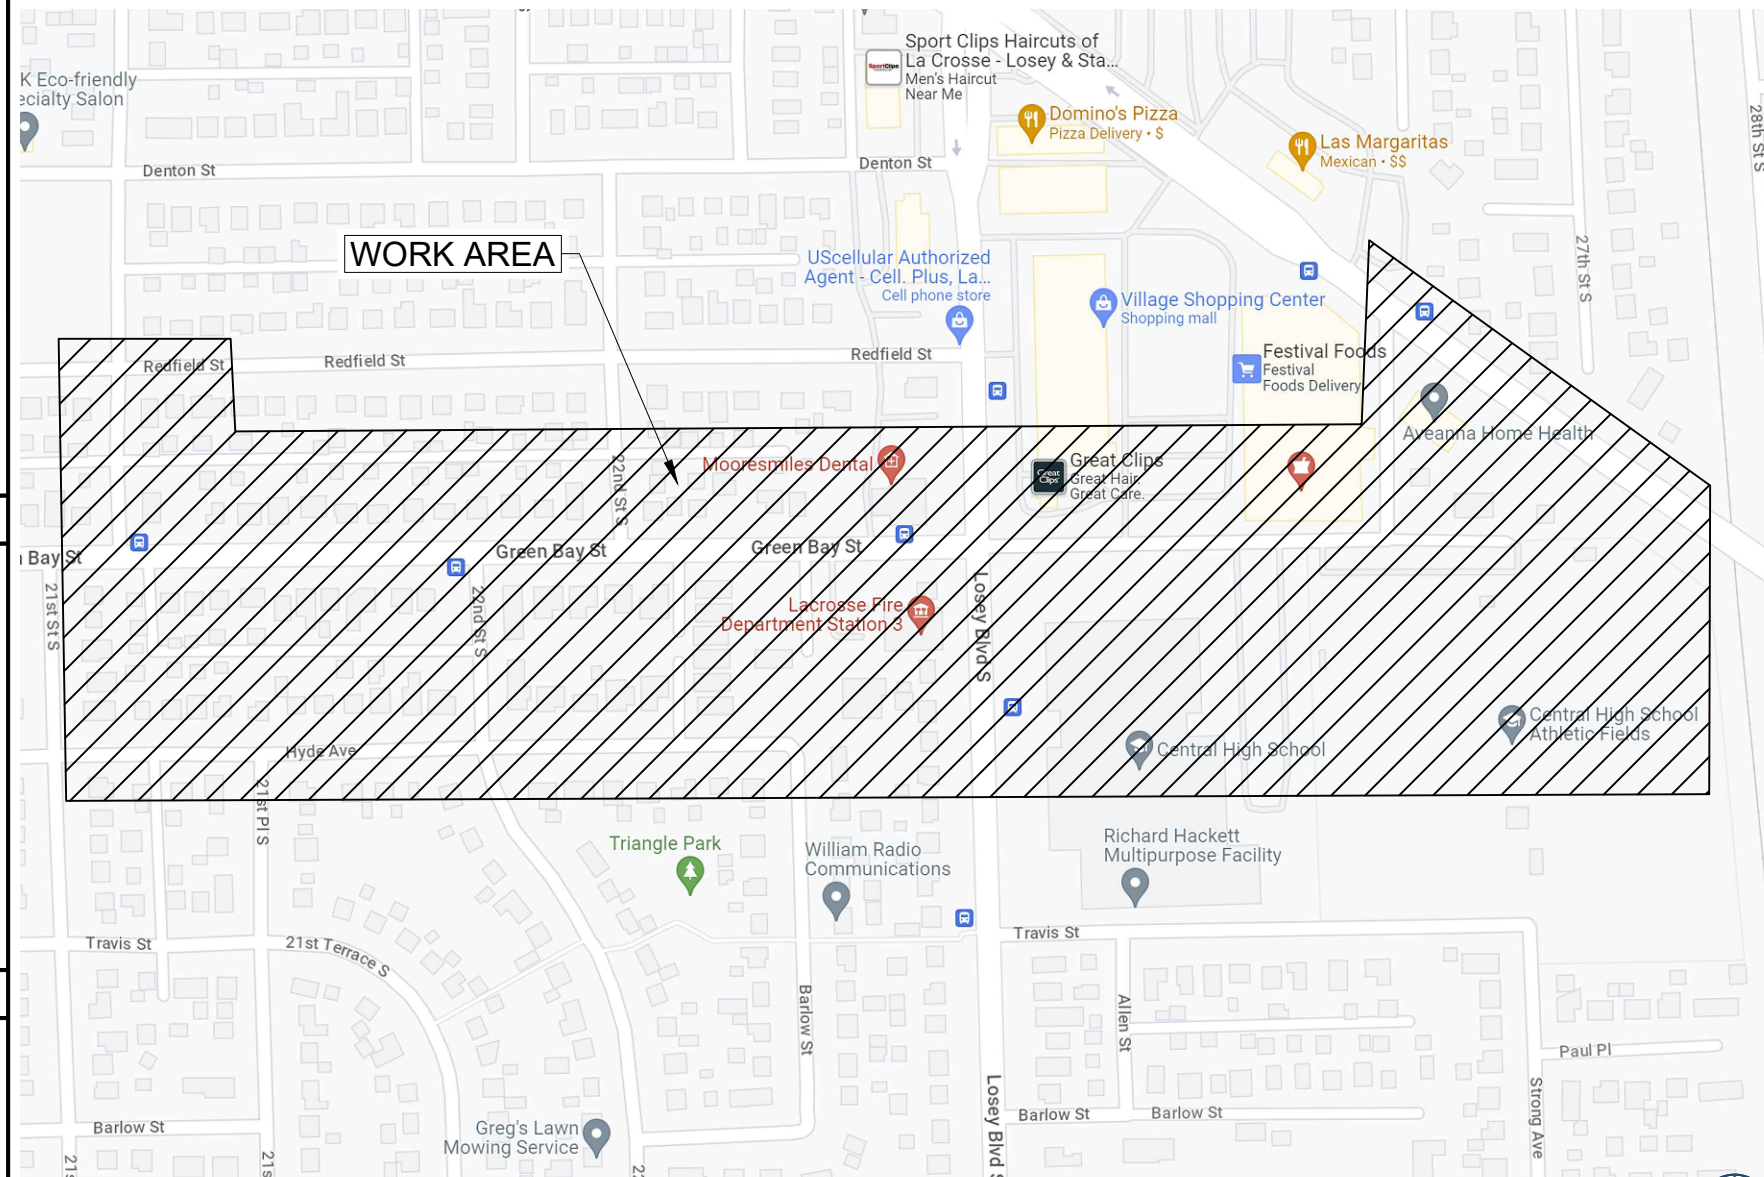 Sport Clips Haircuts of
La Crosse - Losey & Sta...
Men's Haircut
Near Me
SportClips
K Eco-friendly
ecialty Salon
Domino's Pizza
Pizza Delivery • $
Las Margaritas
Mexican • $$
28th St S
Denton St
Denton St
WORK AREA
27th St S
UScellular Authorized
Agent - Cell. Plus, La...
Cell phone store
Village Shopping Center
Shopping mall
Redfield St
Redfield St
Redfield St
Festival Foods
Festival
Foods Delivery
Aveanna Home Health
Mooresmiles Dental
Great Clips
Great Hair.
Great Care.
Great
Clips
22nd St S
Green Bay St
Green Bay St
Bay St
21st St S
22nd St S
Losey Blvd S
Lacrosse Fire
Department Station 3
Central High School
Athletic Fields
Central High School
Hyde Ave
21st Pl S
Triangle Park
William Radio
Communications
Richard Hackett
Multipurpose Facility
Travis St
21st Terrace S
Travis St
Barlow St
Allen St
Paul Pl
Strong Ave
Losey Blvd S
Barlow St
Barlow St
Barlow St
Greg's Lawn
Mowing Service
21s
21s